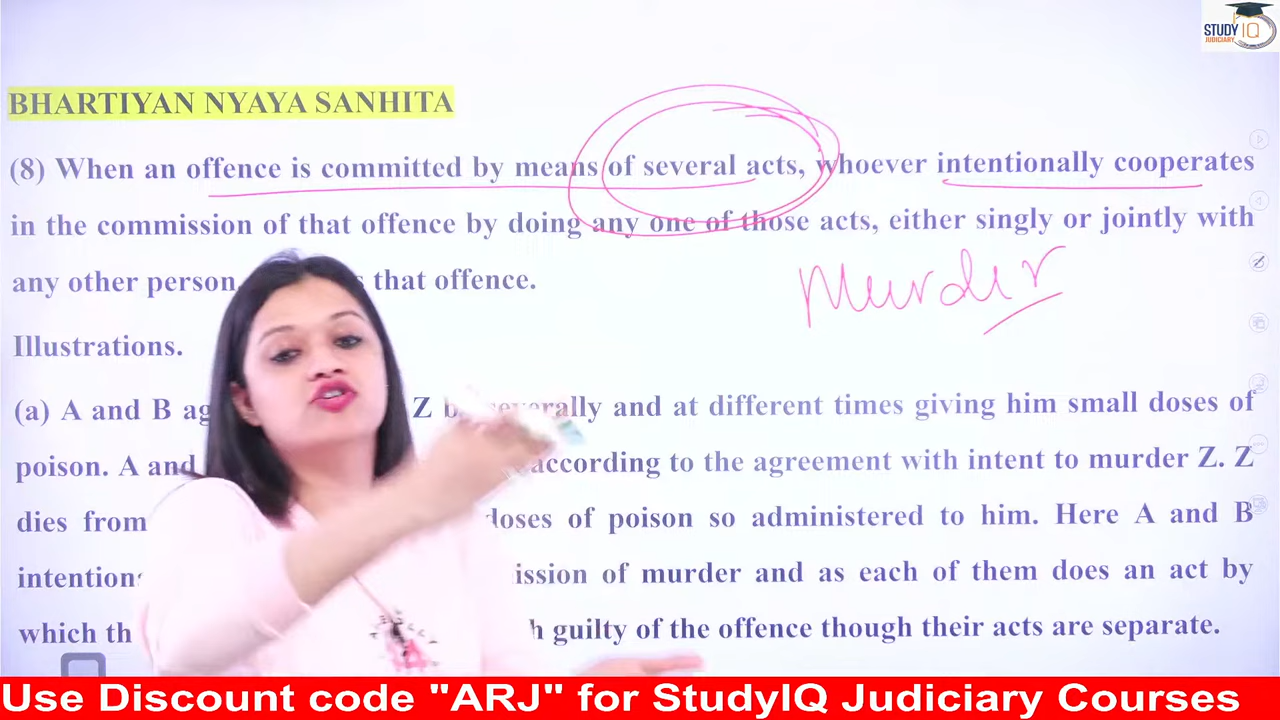 STUDY IQ
JUDICIARY
BHARTIYAN NYAYA SANHITA
(8) When an offence is committed by means of several acts, whoever intentionally cooperates
in the commission of that offence by doing any one of those acts, either singly or jointly with
any other person, that offence.
Murder
Illustrations.
(a) A and B ag Z b severally and at different times giving him small doses of
poison. A and according to the agreement with intent to murder Z. Z
dies from doses of poison so administered to him. Here A and B
intention ission of murder and as each of them does an act by
which th h guilty of the offence though their acts are separate.
Use Discount code "ARJ" for StudyIQ Judiciary Courses